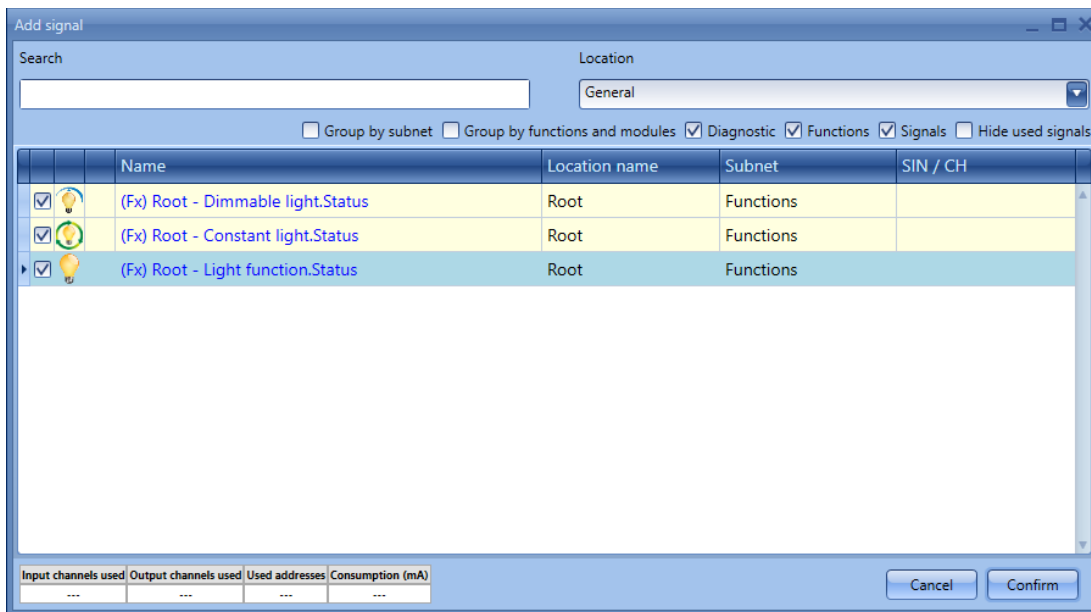 Add signal
Search Location
General
Group by subnet Group by functions and modules Diagnostic Functions Signals Hide used signals
Name Location name Subnet SIN / CH
(Fx) Root - Dimmable light.Status Root Functions
(Fx) Root - Constant light.Status Root Functions
(Fx) Root - Light function.Status Root Functions
Input channels used Output channels used Used addresses Consumption (mA)
--- --- --- ---
Cancel Confirm